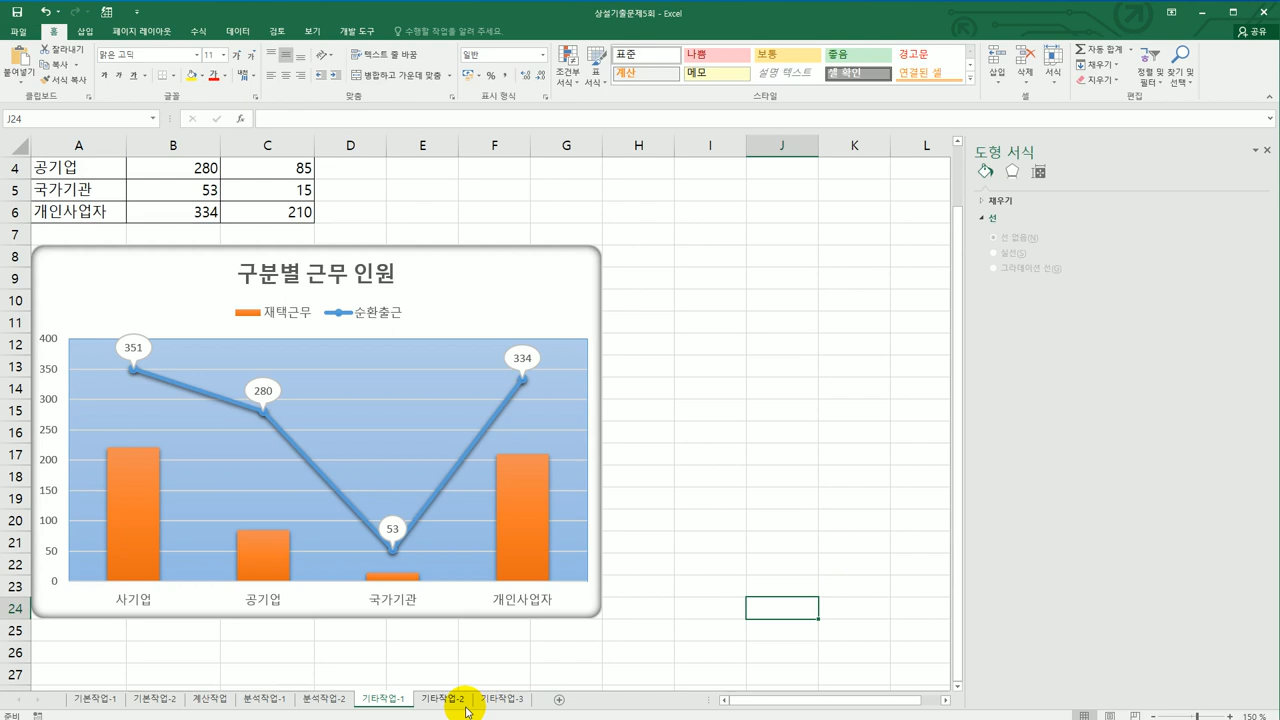 상설기출문제5회 - Excel
파일 홈 삽입 페이지 레이아웃 수식 데이터 검토 보기 개발 도구 수행할 작업을 알려 주세요. 공유
붙여넣기 잘라내기 복사 서식 복사 클립보드
맑은 고딕 11 가 가 가 글꼴
텍스트 줄 바꿈 병합하고 가운데 맞춤 맞춤
일반 % 표시 형식
조건부 서식 표 서식 표준 나쁨 보통 좋음 경고문
계산 메모 설명 텍스트 셀 확인 연결된 셀 스타일
삽입 삭제 서식 셀
자동 합계 채우기 지우기 정렬 및 필터 찾기 및 선택 편집
J24 fx
A B C D E F G H I J K L
4 공기업 280 85
5 국가기관 53 15
6 개인사업자 334 210
7
8
9
10
11
12
13
14
15
16
17
18
19
20
21
22
23
24
25
26
27
구분별 근무 인원
재택근무 순환출근
400
350
300
250
200
150
100
50
0
351
280
53
334
사기업 공기업 국가기관 개인사업자
도형 서식
채우기
선
선 없음(N)
실선(S)
그라데이션 선(G)
기본작업-1 기본작업-2 계산작업 분석작업-1 분석작업-2 기타작업-1 기타작업-2 기타작업-3
준비 150 %